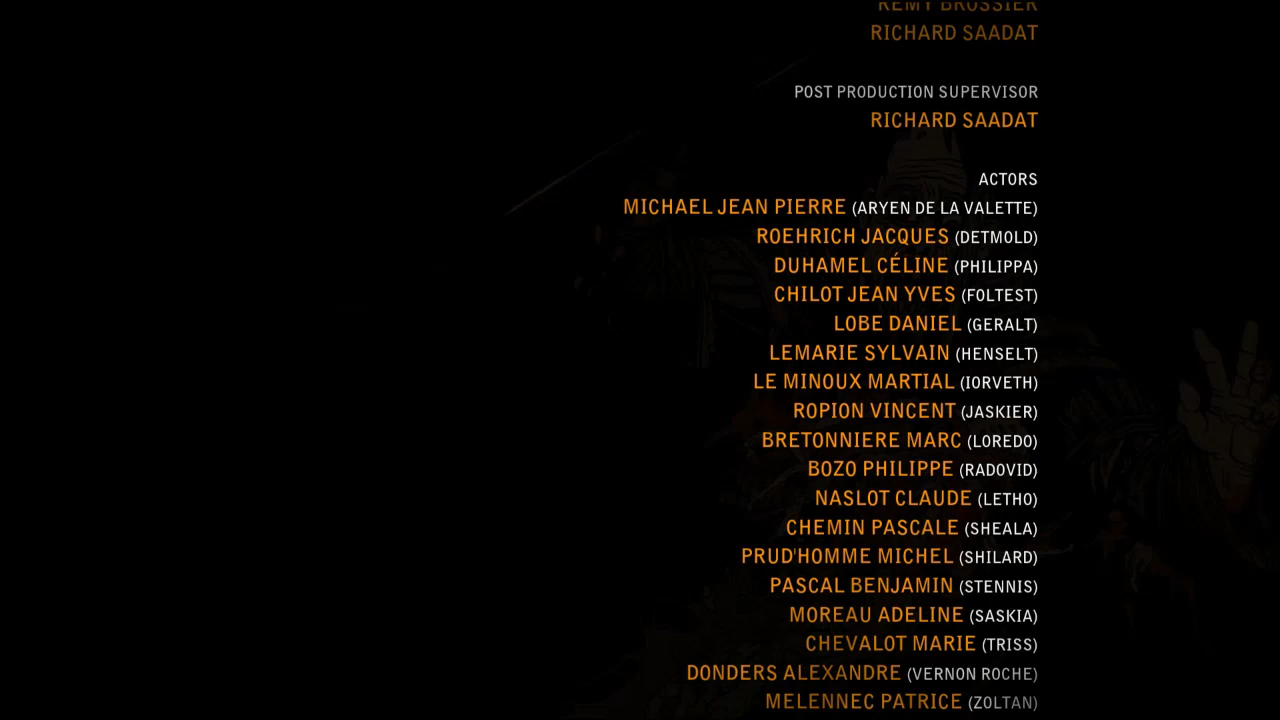 REMY BROSSIER
RICHARD SAADAT
POST PRODUCTION SUPERVISOR
RICHARD SAADAT
ACTORS
MICHAEL JEAN PIERRE (ARYEN DE LA VALETTE)
ROEHRICH JACQUES (DETMOLD)
DUHAMEL CÉLINE (PHILIPPA)
CHILOT JEAN YVES (FOLTEST)
LOBE DANIEL (GERALT)
LEMARIE SYLVAIN (HENSELT)
LE MINOUX MARTIAL (IORVETH)
ROPION VINCENT (JASKIER)
BRETONNIERE MARC (LOREDO)
BOZO PHILIPPE (RADOVID)
NASLOT CLAUDE (LETHO)
CHEMIN PASCALE (SHEALA)
PRUD'HOMME MICHEL (SHILARD)
PASCAL BENJAMIN (STENNIS)
MOREAU ADELINE (SASKIA)
CHEVALOT MARIE (TRISS)
DONDERS ALEXANDRE (VERNON ROCHE)
MELENNEC PATRICE (ZOLTAN)